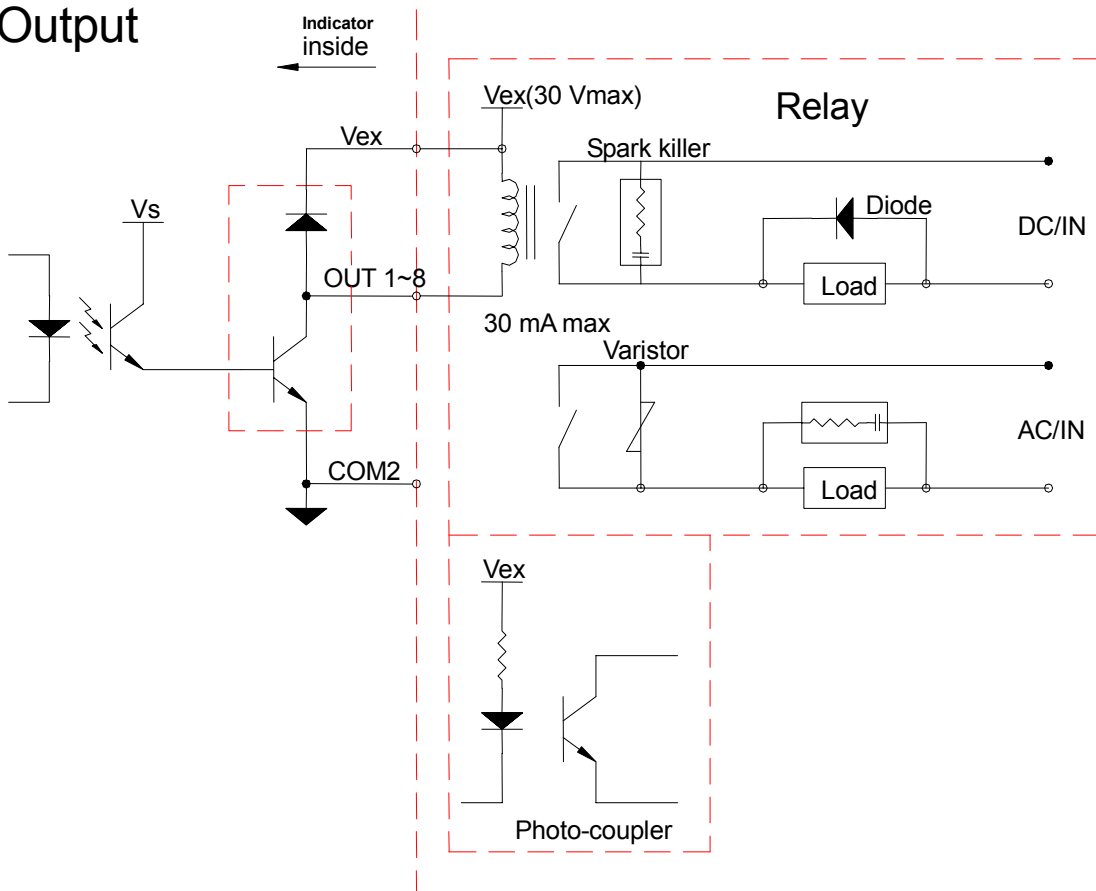 Output
Indicator
inside
Vex(30 Vmax)
Relay
Vex
Spark killer
Vs
Diode
DC/IN
OUT 1~8
Load
30 mA max
Varistor
AC/IN
COM2
Load
Vex
Photo-coupler